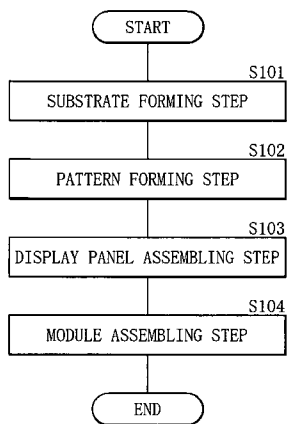 START
S101
SUBSTRATE FORMING STEP
S102
PATTERN FORMING STEP
S103
DISPLAY PANEL ASSEMBLING STEP
S104
MODULE ASSEMBLING STEP
END